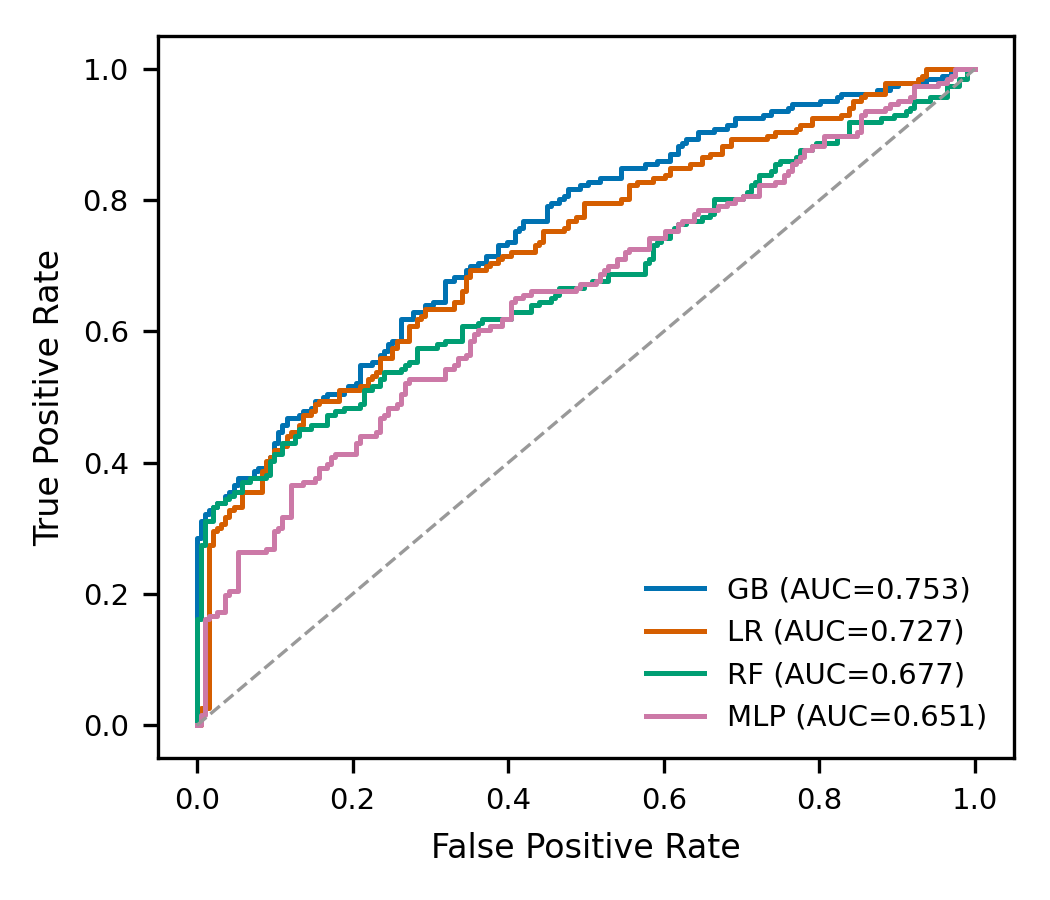 True Positive Rate
1.0
0.8
0.6
0.4
0.2
0.0
GB (AUC=0.753)
LR (AUC=0.727)
RF (AUC=0.677)
MLP (AUC=0.651)
0.0 0.2 0.4 0.6 0.8 1.0
False Positive Rate